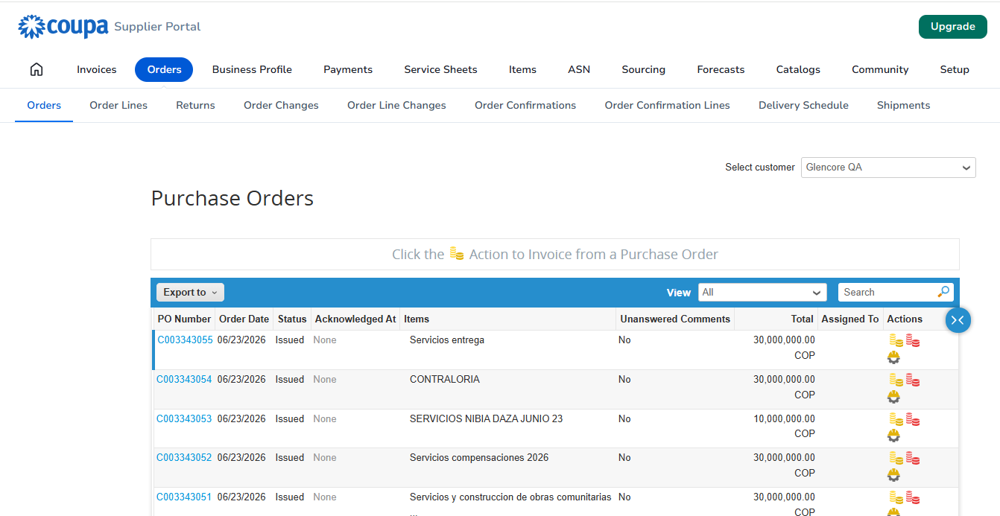 coupa Supplier Portal
Upgrade
Invoices Orders Business Profile Payments Service Sheets Items ASN Sourcing Forecasts Catalogs Community Setup
Orders Order Lines Returns Order Changes Order Line Changes Order Confirmations Order Confirmation Lines Delivery Schedule Shipments
Select customer Glencore QA
Purchase Orders
Click the Action to Invoice from a Purchase Order
Export to View All Search
PO Number Order Date Status Acknowledged At Items Unanswered Comments Total Assigned To Actions
C003343055 06/23/2026 Issued None Servicios entrega No 30,000,000.00
COP
C003343054 06/23/2026 Issued None CONTRALORIA No 30,000,000.00
COP
C003343053 06/23/2026 Issued None SERVICIOS NIBIA DAZA JUNIO 23 No 10,000,000.00
COP
C003343052 06/23/2026 Issued None Servicios compensaciones 2026 No 30,000,000.00
COP
C003343051 06/23/2026 Issued None Servicios y construccion de obras comunitarias No 30,000,000.00
... COP